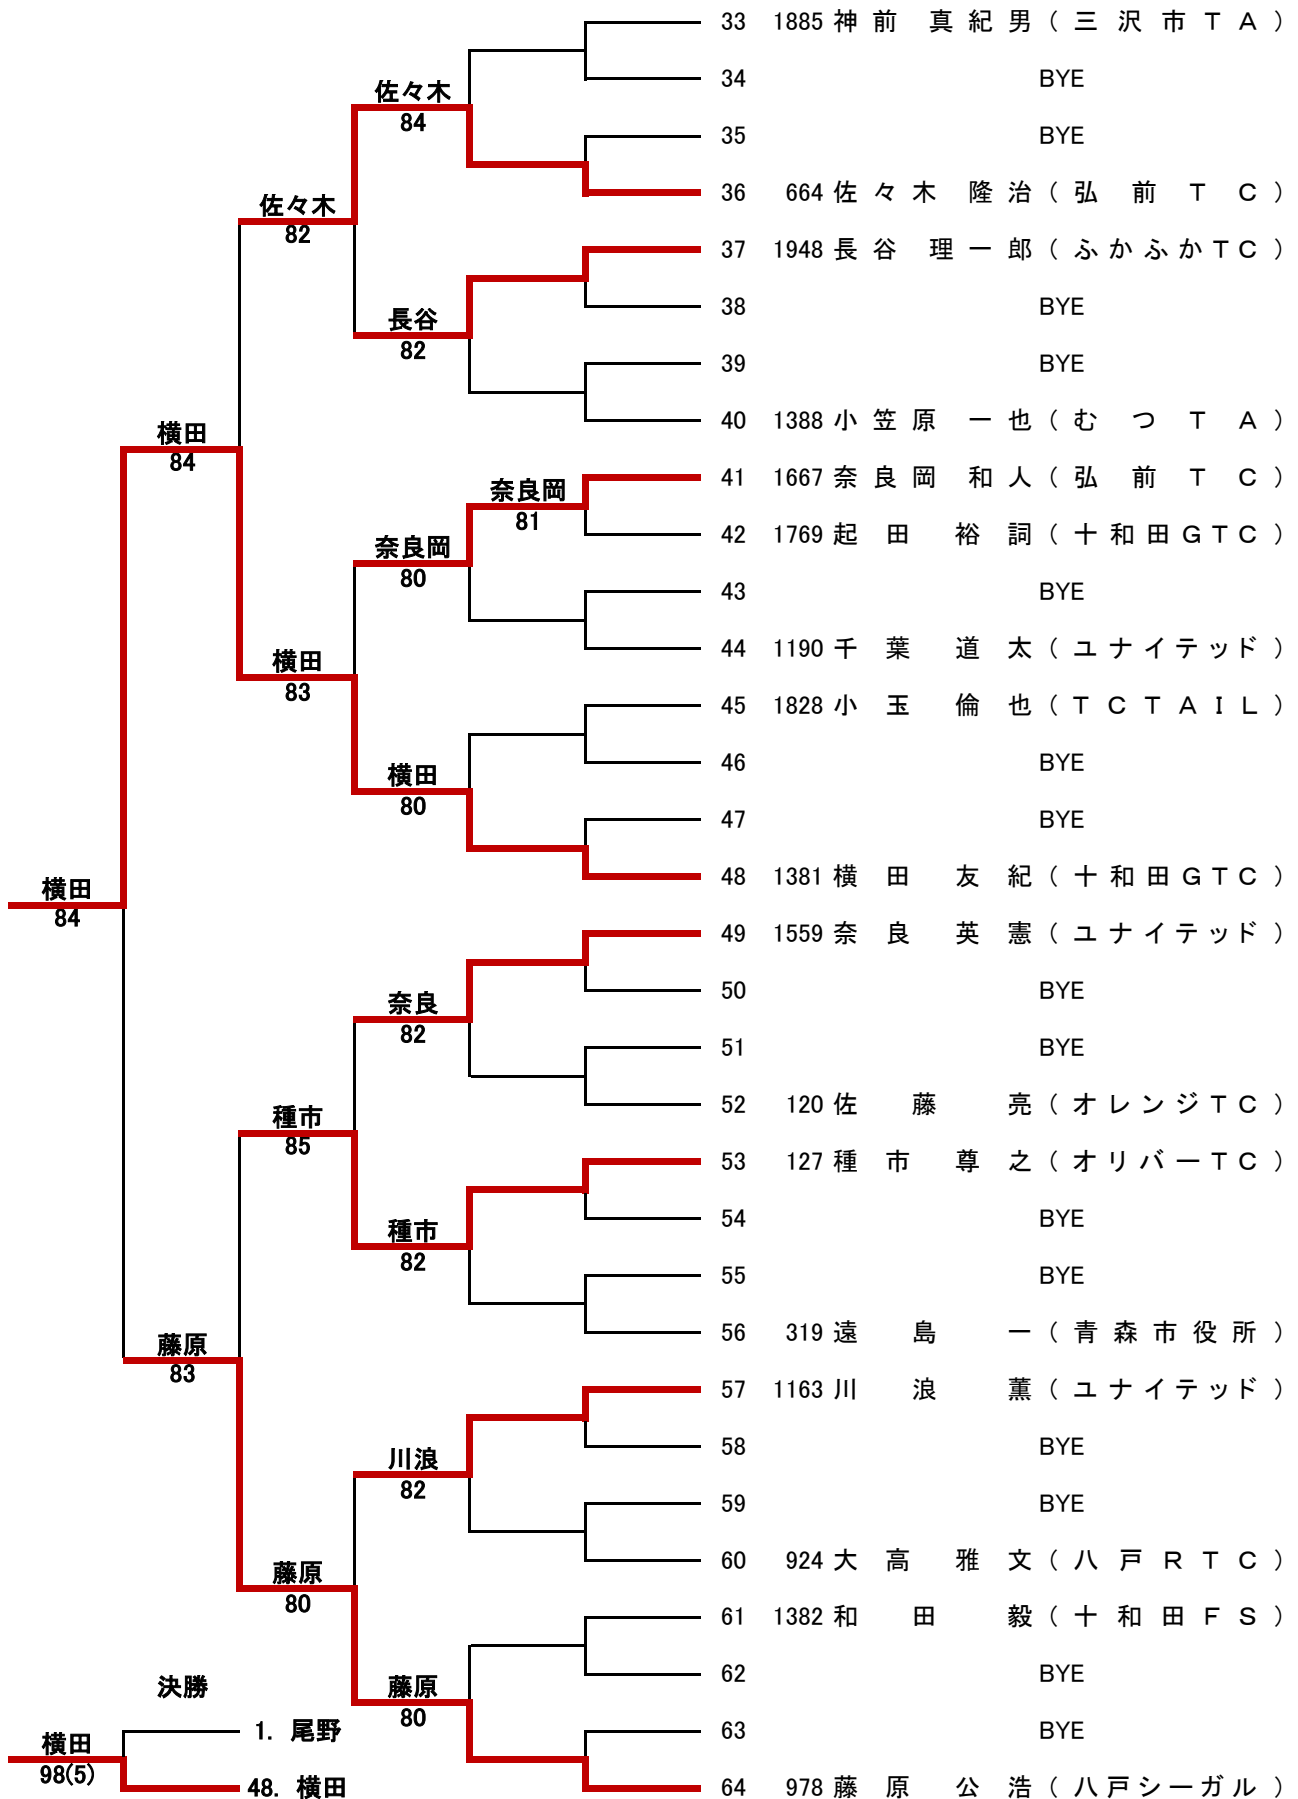 33 1885 神前 真紀男 (三沢市TA)
34 BYE
佐々木
84
35 BYE
36 664 佐々木 隆治 (弘前TC)
佐々木
82
37 1948 長谷 理一郎 (ふかふかTC)
38 BYE
長谷
82
39 BYE
40 1388 小笠原 一也 (むつTA)
横田
84
41 1667 奈良岡 和人 (弘前TC)
奈良岡
81
42 1769 起田 裕詞 (十和田GTC)
奈良岡
80
43 BYE
44 1190 千葉 道太 (ユナイテッド)
横田
83
45 1828 小玉 倫也 (TCTAIL)
46 BYE
横田
80
47 BYE
48 1381 横田 友紀 (十和田GTC)
横田
84
49 1559 奈良 英憲 (ユナイテッド)
50 BYE
奈良
82
51 BYE
52 120 佐藤 亮 (オレンジTC)
種市
85
53 127 種市 尊之 (オリバーTC)
54 BYE
種市
82
55 BYE
56 319 遠島 一 (青森市役所)
藤原
83
57 1163 川浪 薫 (ユナイテッド)
58 BYE
川浪
82
59 BYE
60 924 大高 雅文 (八戸RTC)
藤原
80
61 1382 和田 毅 (十和田FS)
62 BYE
決勝
藤原
80
63 BYE
1. 尾野
横田
98(5)
48. 横田
64 978 藤原 公浩 (八戸シーガル)